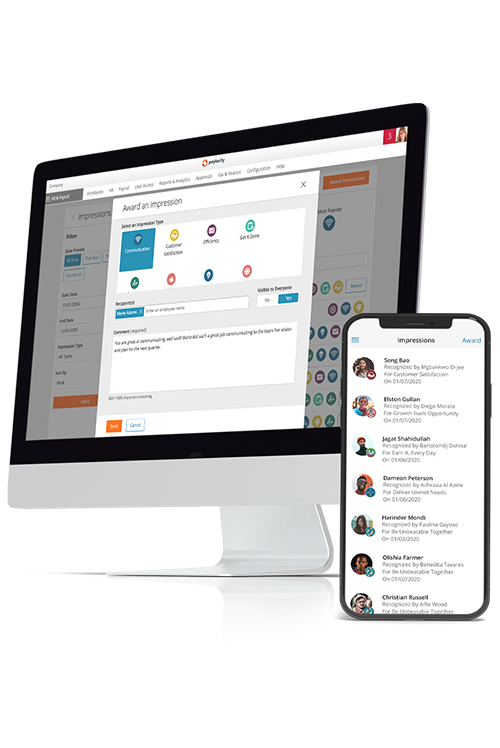 Company
paylocity
3
HR & Payroll
Employees HR Payroll User Access Reports & Analytics Approvals Tax & Finance Configuration Help
Impressions
Award Impressions
Filter
Date Presets
All Time
This Year
This Month
Start Date
01/01/2000
End Date
12/01/2020
Impression Type
All Types
Sort By
Rank
Apply
Most Popular
Award
Award an Impression
X
Select an Impression Type
Communication
Customer
Satisfaction
Efficiency
Get It Done
Recipient(s)
Visible to Everyone
Marie Adams X Enter an employee name
No Yes
Comment (required)
You are great at communicating, well said! Marie did such a great job communicating to the team her vision
and plan for the next quarter.
characters remaining
Send Cancel
Impressions Award
Song Bao
Recognized by Mgbankwo Orjee
For Customer Satisfaction
On 01/07/2020
Elston Gullan
Recognized by Diego Morata
For Growth Fuels Opportunity
On 01/07/2020
Jagat Shahidullah
Recognized by Bartoloměj Dohnal
For Earn It, Every Day
On 01/06/2020
Dameon Peterson
Recognized by Adhraaa Al Azimi
For Deliver Unmet Needs
On 01/06/2020
Harinder Mondi
Recognized by Paulina Gayoso
For Be Unbeatable Together
On 01/03/2020
Olishia Farmer
Recognized by Benedita Tavares
For Be Unbeatable Together
On 01/02/2020
Christian Russell
Recognized by Alfie Wood
For Be Unbeatable Together